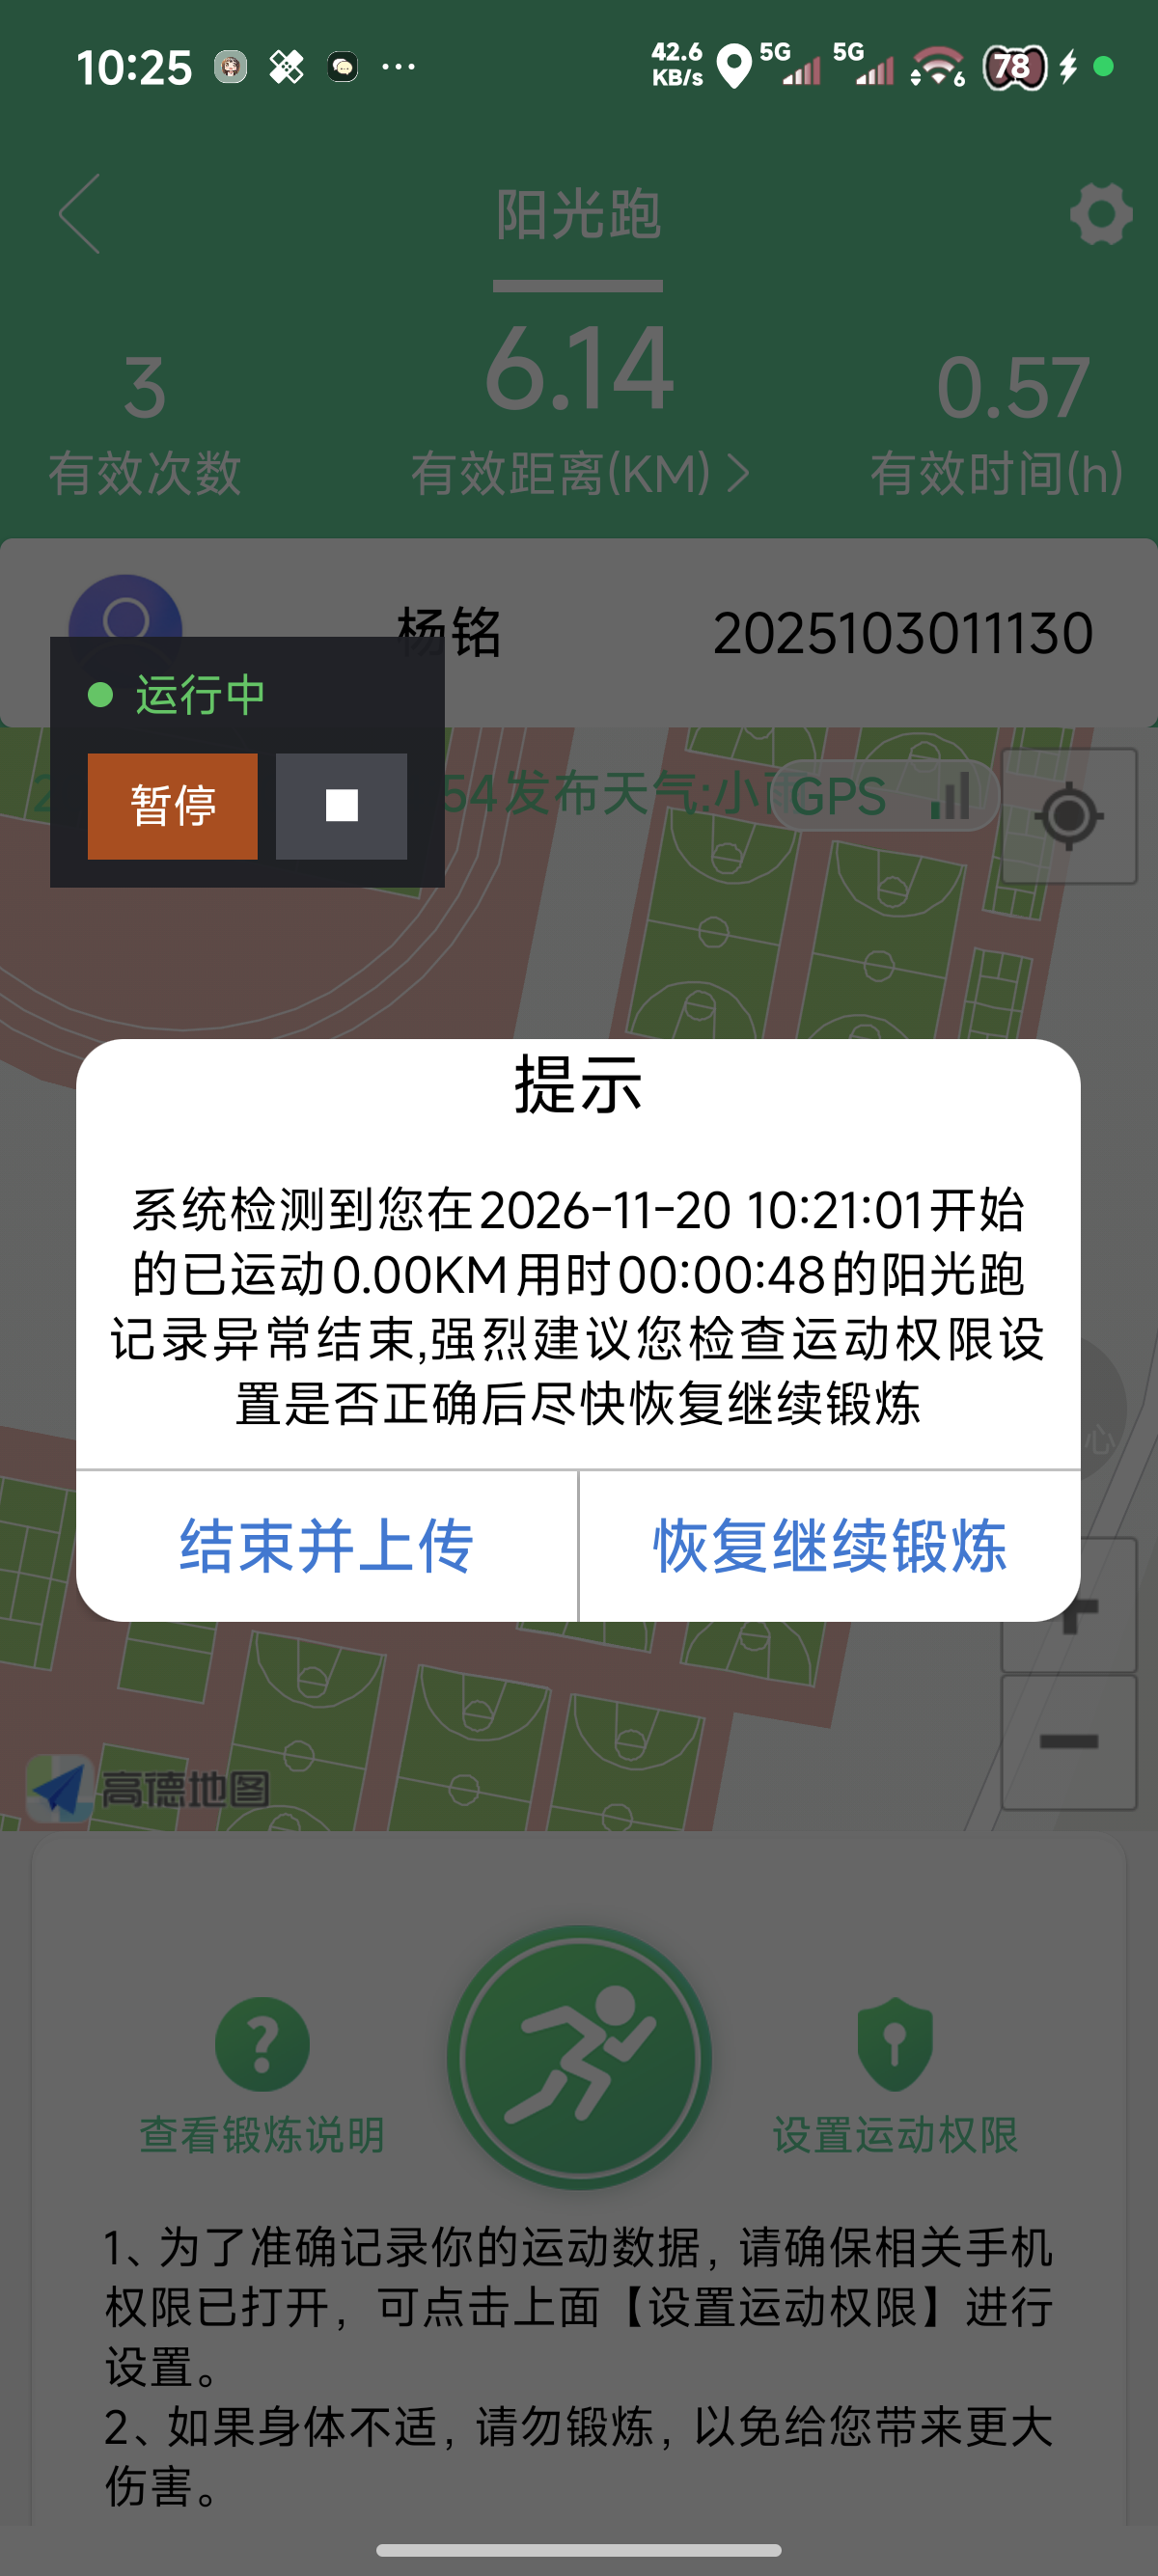 10:25
42.6
KB/s
5G
5G
6
78
阳光跑
3
6.14
0.57
有效次数
有效距离(KM)
有效时间(h)
杨铭
2025103011130
运行中
暂停
54发布天气:小雨
GPS
提示
系统检测到您在2026-11-20 10:21:01开始
的已运动0.00KM用时00:00:48的阳光跑
记录异常结束,强烈建议您检查运动权限设
置是否正确后尽快恢复继续锻炼
心
结束并上传
恢复继续锻炼
高德地图
查看锻炼说明
设置运动权限
1、为了准确记录你的运动数据，请确保相关手机
权限已打开，可点击上面【设置运动权限】进行
设置。
2、如果身体不适，请勿锻炼，以免给您带来更大
伤害。